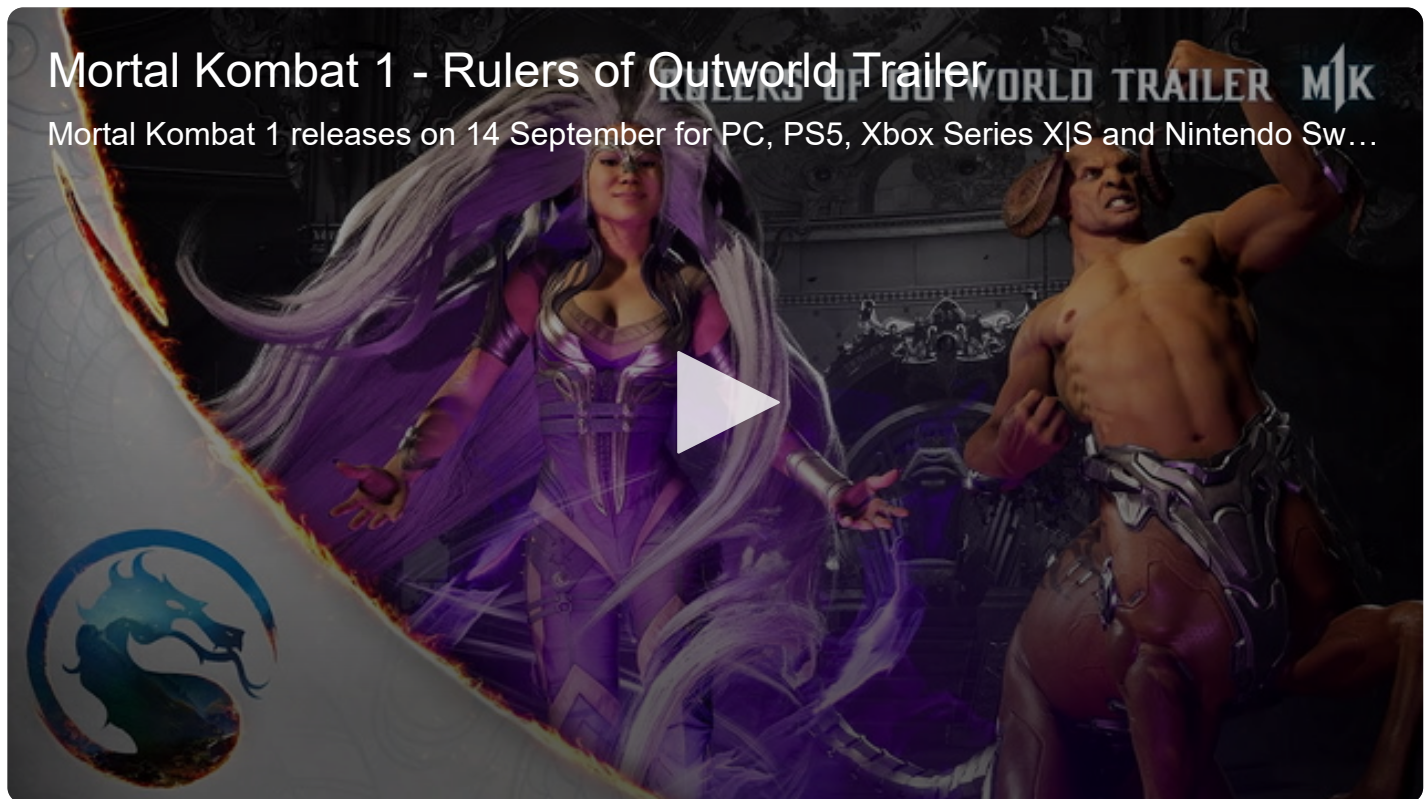 Mortal Kombat 1 - Rulers of Outworld Trailer
RULERS OF OUTWORLD TRAILER MK
Mortal Kombat 1 releases on 14 September for PC, PS5, Xbox Series X|S and Nintendo Sw…